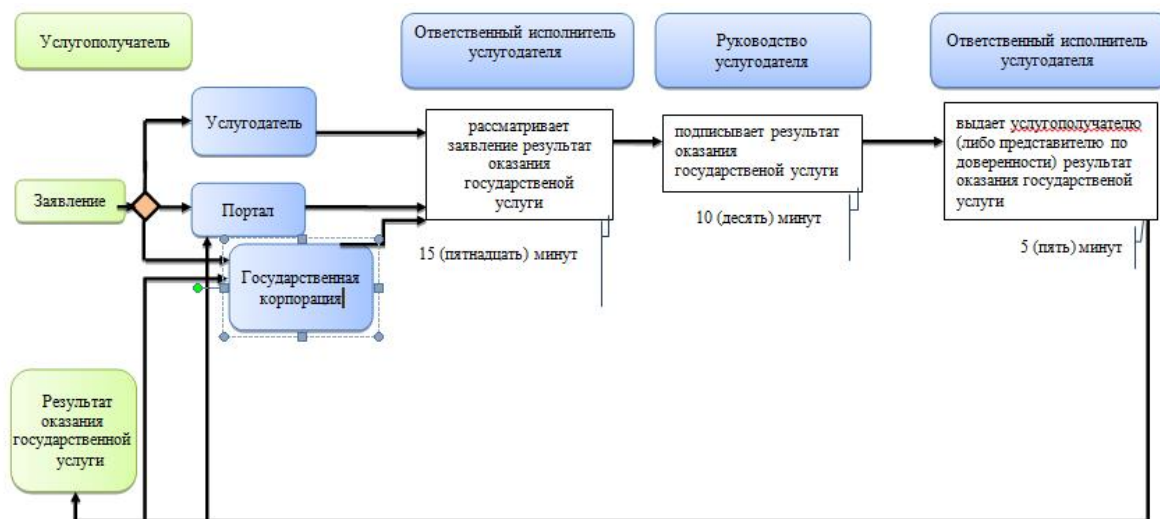 Услугополучатель
Ответственный исполнитель
услугодателя
Руководство
услугодателя
Ответственный исполнитель
услугодателя
Услугодатель
Заявление
Портал
Государственная
корпорация
рассматривает
заявление результат
оказания
государственой
услуги
15 (пятнадцать) минут
подписывает результат
оказания
государственой услуги
10 (десять) минут
выдает услугополучателю
(либо представителю по
доверенности) результат
оказания государственой
услуги
5 (пять) минут
Результат
оказания
государственной
услуги